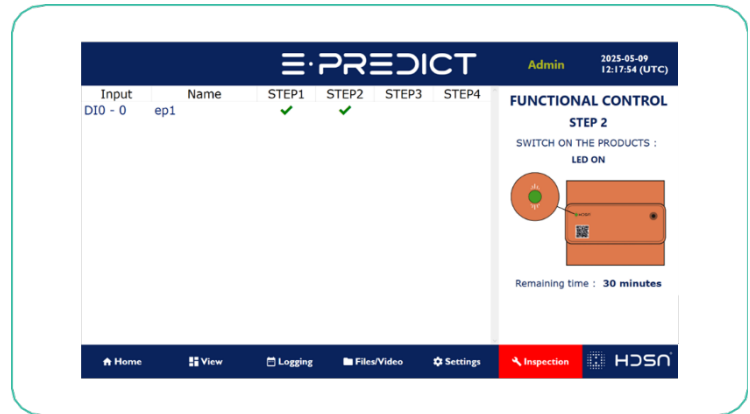 E·PREDICT
Admin
2025-05-09
12:17:54 (UTC)
Input Name STEP1 STEP2 STEP3 STEP4
DI0 - 0 ep1
FUNCTIONAL CONTROL
STEP 2
SWITCH ON THE PRODUCTS :
LED ON
Remaining time : 30 minutes
Home View Logging Files/Video Settings Inspection HDSN